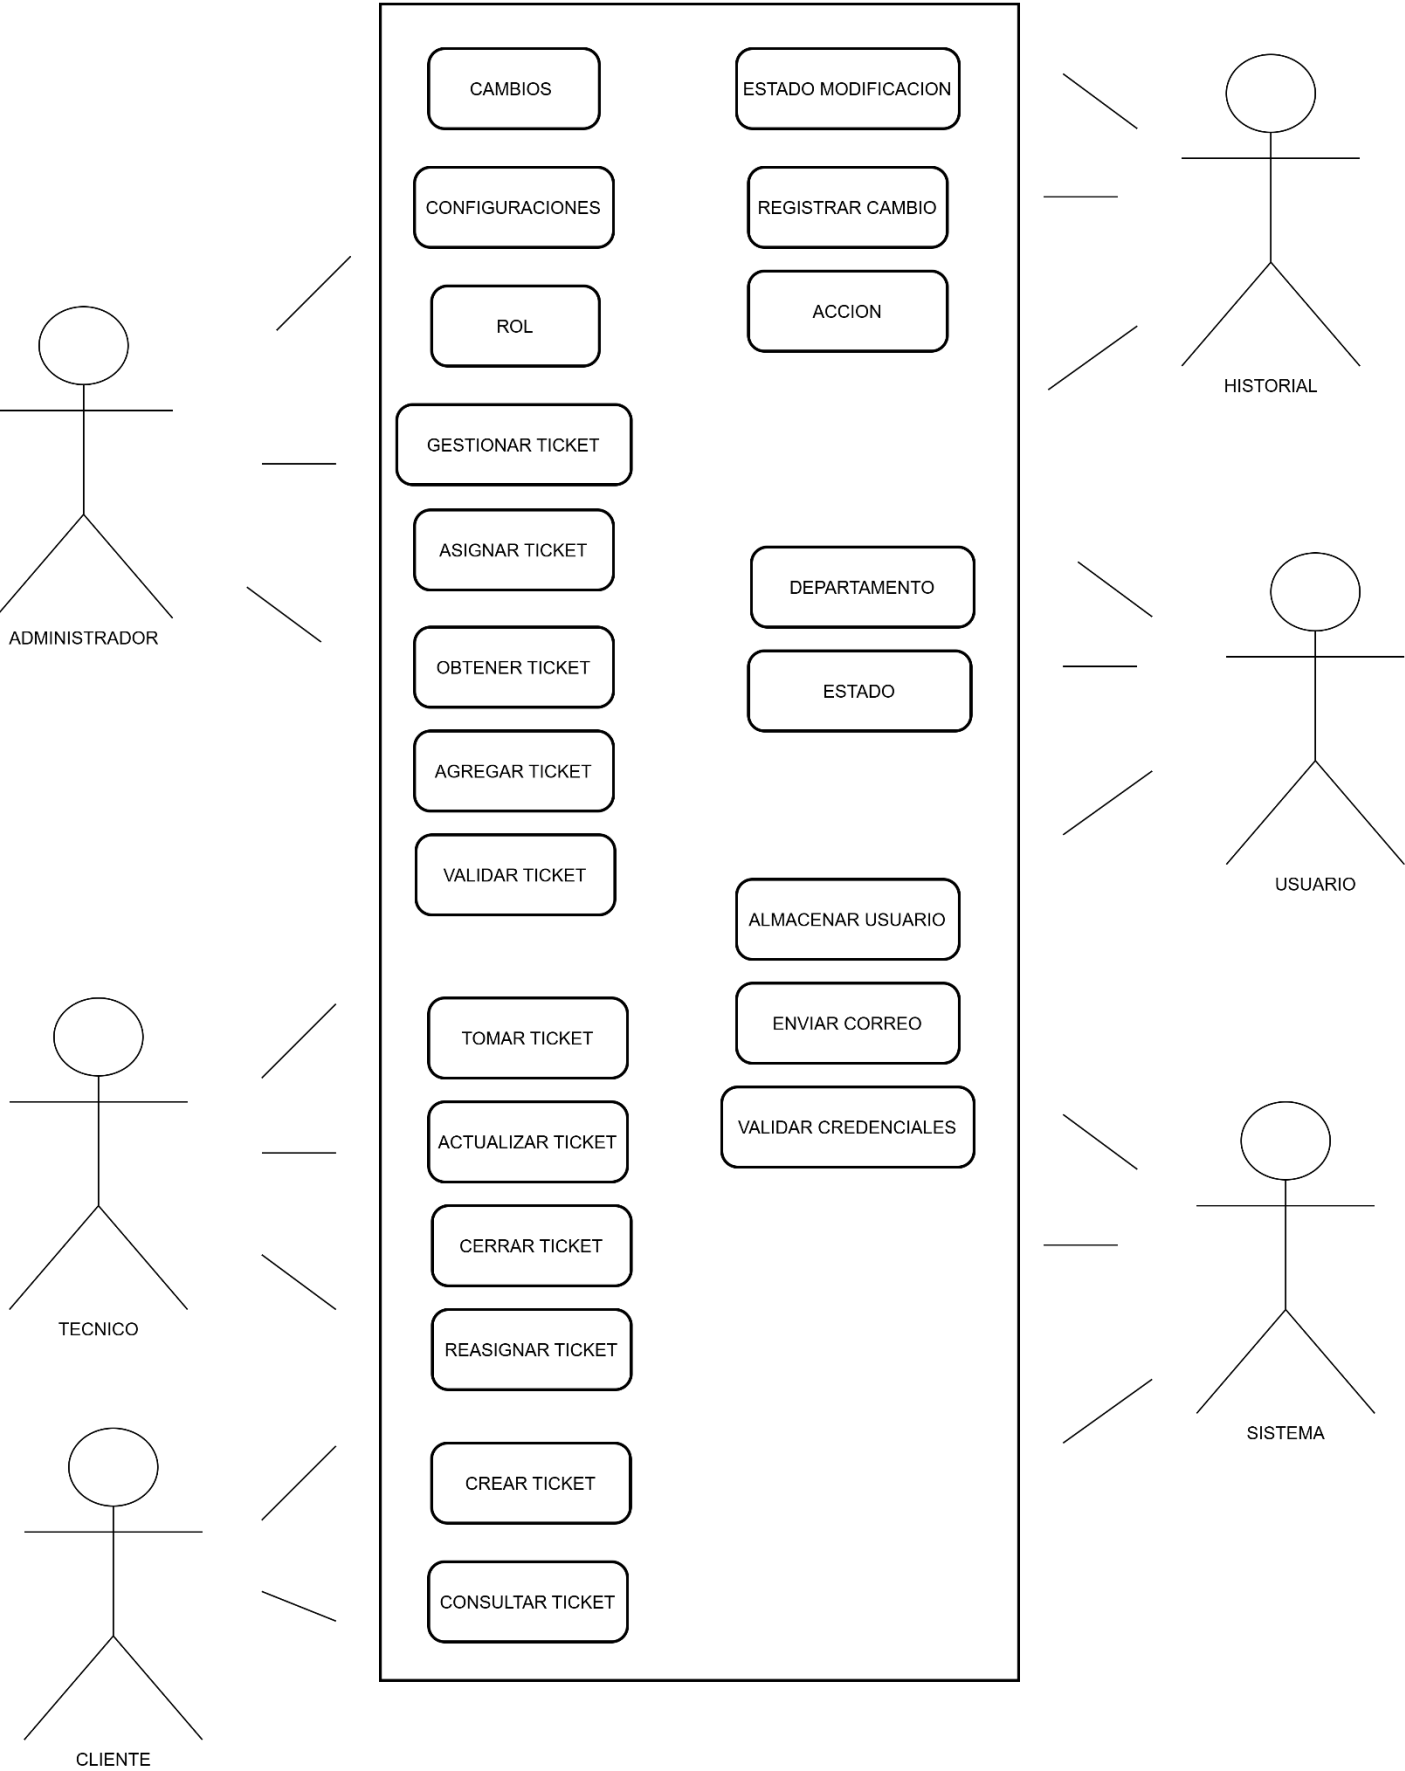 CAMBIOS
CONFIGURACIONES
ROL
GESTIONAR TICKET
ASIGNAR TICKET
OBTENER TICKET
AGREGAR TICKET
VALIDAR TICKET
ADMINISTRADOR
TOMAR TICKET
ACTUALIZAR TICKET
CERRAR TICKET
REASIGNAR TICKET
TECNICO
CREAR TICKET
CONSULTAR TICKET
CLIENTE
ESTADO MODIFICACION
REGISTRAR CAMBIO
ACCION
HISTORIAL
DEPARTAMENTO
ESTADO
USUARIO
ALMACENAR USUARIO
ENVIAR CORREO
VALIDAR CREDENCIALES
SISTEMA